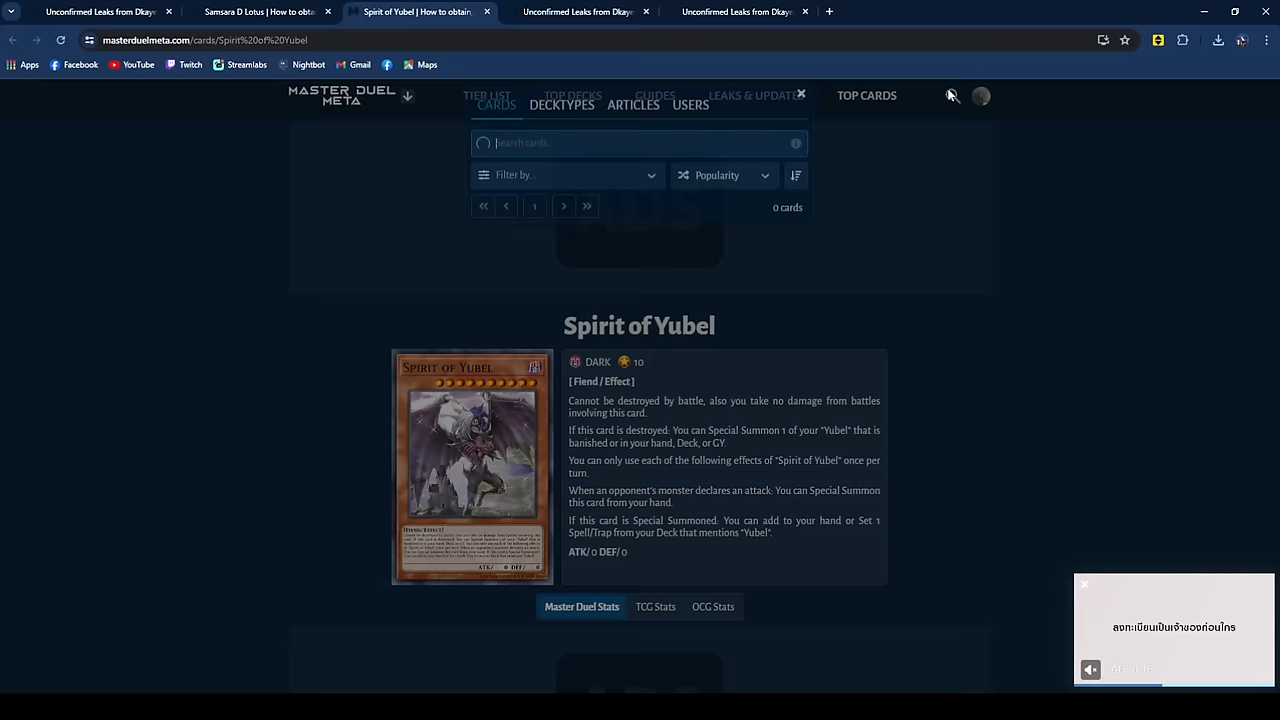 Unconfirmed Leaks from Dkaye
Samsara D Lotus | How to obtai
Spirit of Yubel | How to obtain,
Unconfirmed Leaks from Dkaye
Unconfirmed Leaks from Dkaye
masterduelmeta.com/cards/Spirit%20of%20Yubel
Apps
Facebook
YouTube
Twitch
Streamlabs
Nightbot
Gmail
Maps
MASTER DUEL
META
TIER LIST
TOP DECKS
GUIDES
LEAKS & UPDATES
TOP CARDS
CARDS
DECKTYPES
ARTICLES
USERS
Search cards...
Filter by...
Popularity
1
0 cards
Spirit of Yubel
SPIRIT OF YUBEL
[FIEND/EFFECT]
ATK/ 0 DEF/ 0
DARK 10
[ Fiend / Effect ]
Cannot be destroyed by battle, also you take no damage from battles
involving this card.
If this card is destroyed: You can Special Summon 1 of your "Yubel" that is
banished or in your hand, Deck, or GY.
You can only use each of the following effects of "Spirit of Yubel" once per
turn.
When an opponent's monster declares an attack: You can Special Summon
this card from your hand.
If this card is Special Summoned: You can add to your hand or Set 1
Spell/Trap from your Deck that mentions "Yubel".
ATK/ 0 DEF/ 0
Master Duel Stats
TCG Stats
OCG Stats
ลงทะเบียนเป็นเจ้าของก่อนใคร